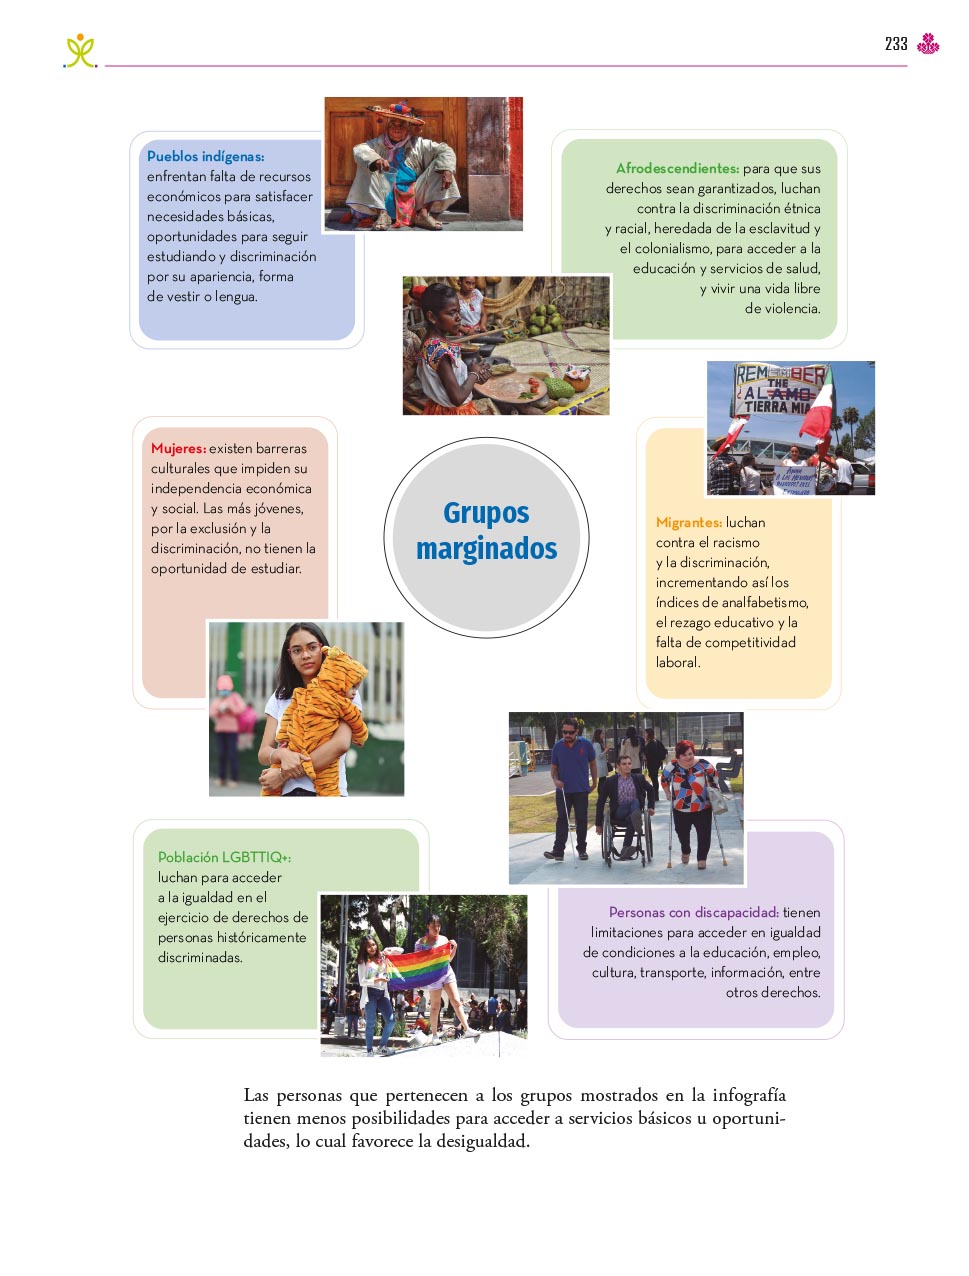 233
Pueblos indígenas:
enfrentan falta de recursos
económicos para satisfacer
necesidades básicas,
oportunidades para seguir
estudiando y discriminación
por su apariencia, forma
de vestir o lengua.
Afrodescendientes: para que sus
derechos sean garantizados, luchan
contra la discriminación étnica
y racial, heredada de la esclavitud y
el colonialismo, para acceder a la
educación y servicios de salud,
y vivir una vida libre
de violencia.
REMEMBER
THE
ALAMO
TIERRA MIA
Mujeres: existen barreras
culturales que impiden su
independencia económica
y social. Las más jóvenes,
por la exclusión y la
discriminación, no tienen la
oportunidad de estudiar.
Grupos
marginados
Migrantes: luchan
contra el racismo
y la discriminación,
incrementando así los
índices de analfabetismo,
el rezago educativo y la
falta de competitividad
laboral.
Población LGBTTIQ+:
luchan para acceder
a la igualdad en el
ejercicio de derechos de
personas históricamente
discriminadas.
Personas con discapacidad: tienen
limitaciones para acceder en igualdad
de condiciones a la educación, empleo,
cultura, transporte, información, entre
otros derechos.
Las personas que pertenecen a los grupos mostrados en la infografía
tienen menos posibilidades para acceder a servicios básicos u oportuni-
dades, lo cual favorece la desigualdad.